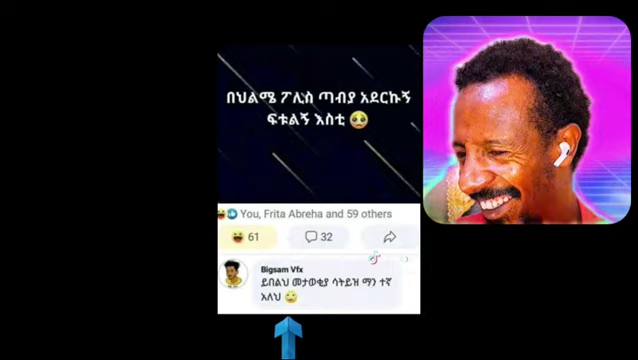 በህልሜ ፖሊስ ጣብያ አደርኩኝ
ፍቱልኝ እስቲ 🥹
You, Frita Abreha and 59 others
61
32
Bigsam Vfx
ይበልህ መታወቂያ ሳትይዝ ማን ተኛ
አለህ